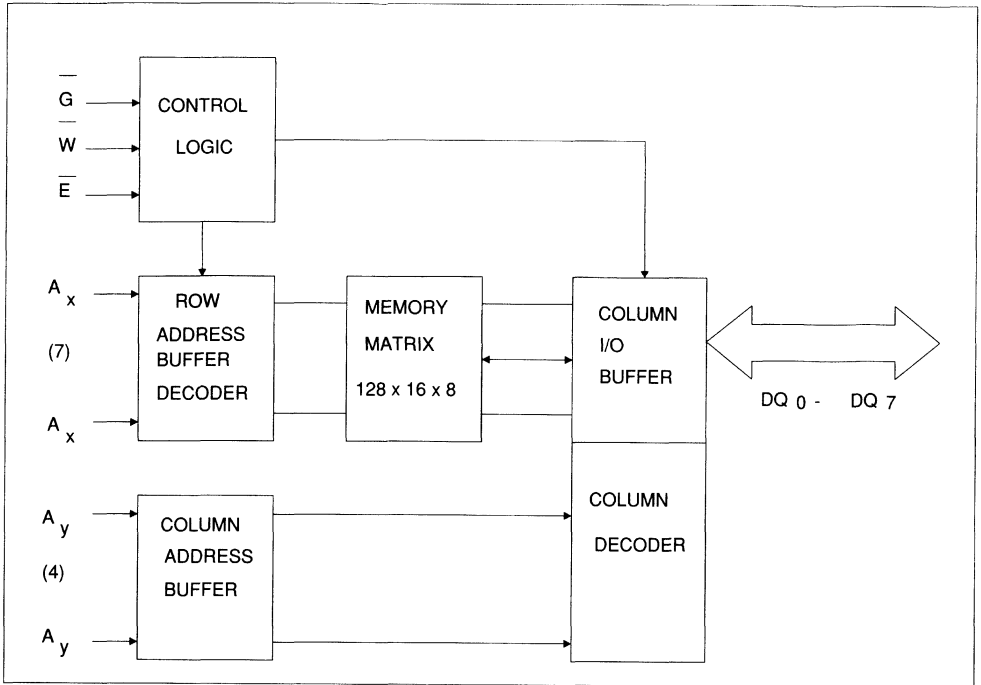 G̅
W̅
E̅
CONTROL
LOGIC
A x
(7)
A x
ROW
ADDRESS
BUFFER
DECODER
MEMORY
MATRIX
128 x 16 x 8
COLUMN
I/O
BUFFER
DQ 0 - DQ 7
A y
(4)
A y
COLUMN
ADDRESS
BUFFER
COLUMN
DECODER